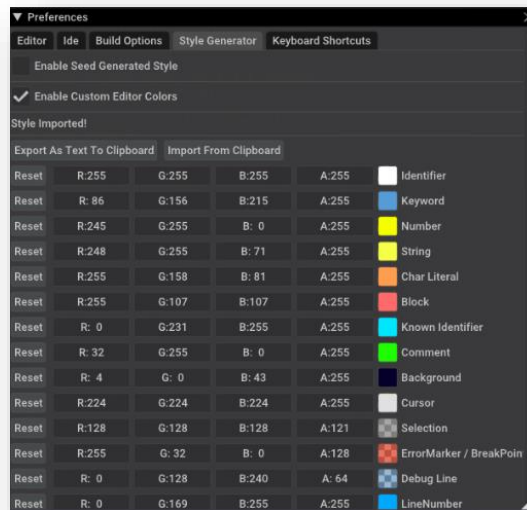 ▼ Preferences
Editor Ide Build Options Style Generator Keyboard Shortcuts
Enable Seed Generated Style
Enable Custom Editor Colors
Style Imported!
Export As Text To Clipboard Import From Clipboard
Reset R:255 G:255 B:255 A:255 Identifier
Reset R: 86 G:156 B:215 A:255 Keyword
Reset R:245 G:255 B: 0 A:255 Number
Reset R:248 G:255 B: 71 A:255 String
Reset R:255 G:158 B: 81 A:255 Char Literal
Reset R:255 G:107 B:107 A:255 Block
Reset R: 0 G:231 B:255 A:255 Known Identifier
Reset R: 32 G:255 B: 0 A:255 Comment
Reset R: 4 G: 0 B: 43 A:255 Background
Reset R:224 G:224 B:224 A:255 Cursor
Reset R:128 G:128 B:128 A:121 Selection
Reset R:255 G: 32 B: 0 A:128 ErrorMarker / BreakPoin
Reset R: 0 G:128 B:240 A: 64 Debug Line
Reset R: 0 G:169 B:255 A:255 LineNumber